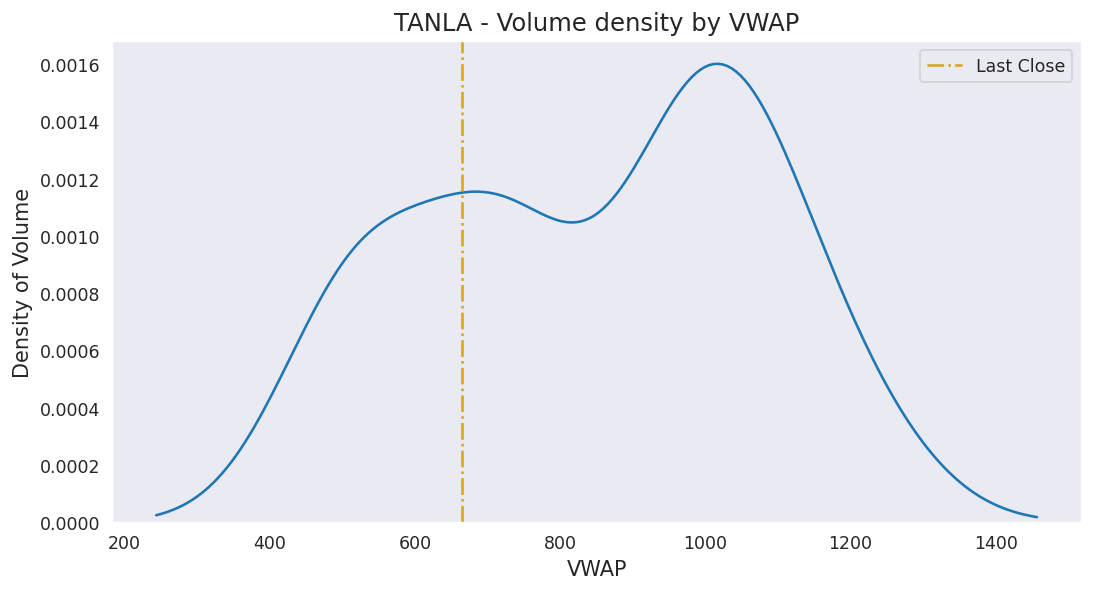 TANLA - Volume density by VWAP
Last Close
Density of Volume
0.0016
0.0014
0.0012
0.0010
0.0008
0.0006
0.0004
0.0002
0.0000
200 400 600 800 1000 1200 1400
VWAP